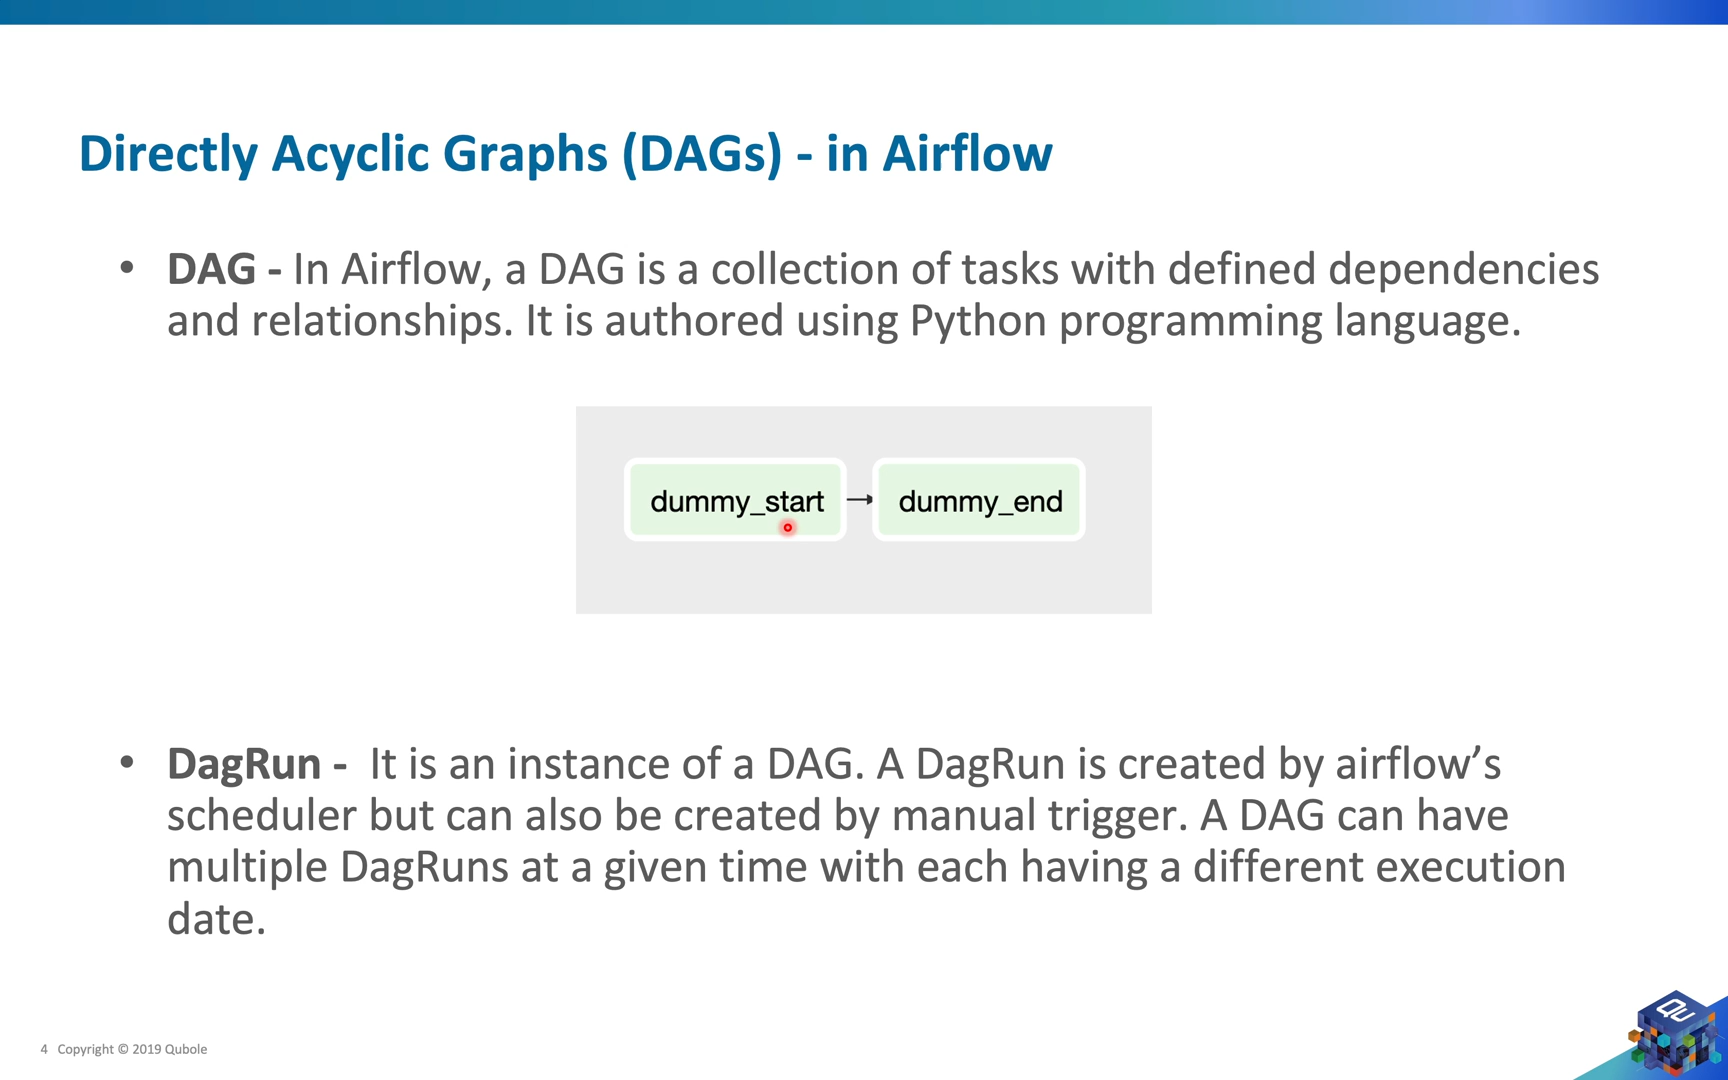 Directly Acyclic Graphs (DAGs) - in Airflow
• DAG - In Airflow, a DAG is a collection of tasks with defined dependencies
and relationships. It is authored using Python programming language.
dummy_start
dummy_end
• DagRun - It is an instance of a DAG. A DagRun is created by airflow’s
scheduler but can also be created by manual trigger. A DAG can have
multiple DagRuns at a given time with each having a different execution
date.
4 Copyright © 2019 Qubole
QU